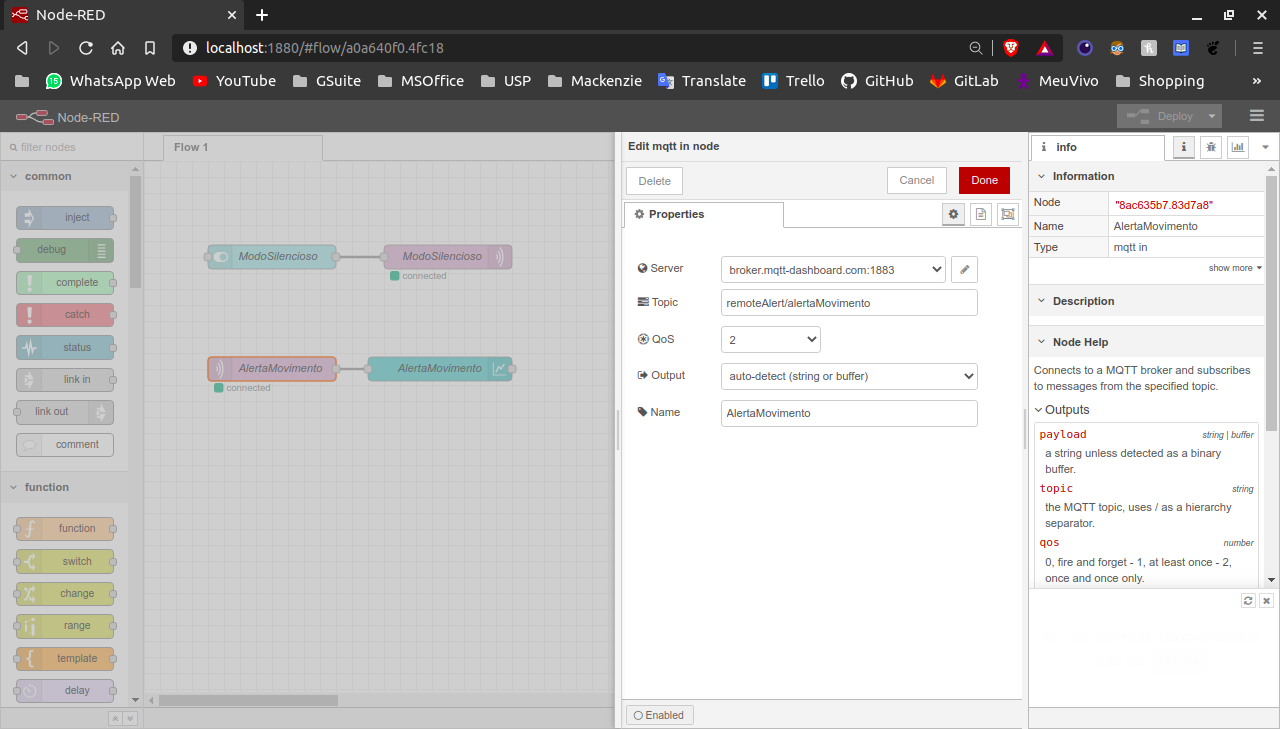 Node-RED
localhost:1880/#flow/a0a640f0.4fc18
WhatsApp Web YouTube GSuite MSOffice USP Mackenzie Translate Trello GitHub GitLab MeuVivo Shopping »
15
Node-RED
Deploy
filter nodes
common
inject
debug
complete
catch
status
link in
link out
comment
function
function
switch
change
range
template
delay
Flow 1
ModoSilencioso
ModoSilencioso
connected
AlertaMovimento
AlertaMovimento
connected
Edit mqtt in node
Delete Cancel Done
Properties
Server broker.mqtt-dashboard.com:1883
Topic remoteAlert/alertaMovimento
QoS 2
Output auto-detect (string or buffer)
Name AlertaMovimento
Enabled
info
Information
Node "8ac635b7.83d7a8"
Name AlertaMovimento
Type mqtt in
show more
Description
Node Help
Connects to a MQTT broker and subscribes
to messages from the specified topic.
Outputs
payload string | buffer
a string unless detected as a binary
buffer.
topic string
the MQTT topic, uses / as a hierarchy
separator.
qos number
0, fire and forget - 1, at least once - 2,
once and once only.